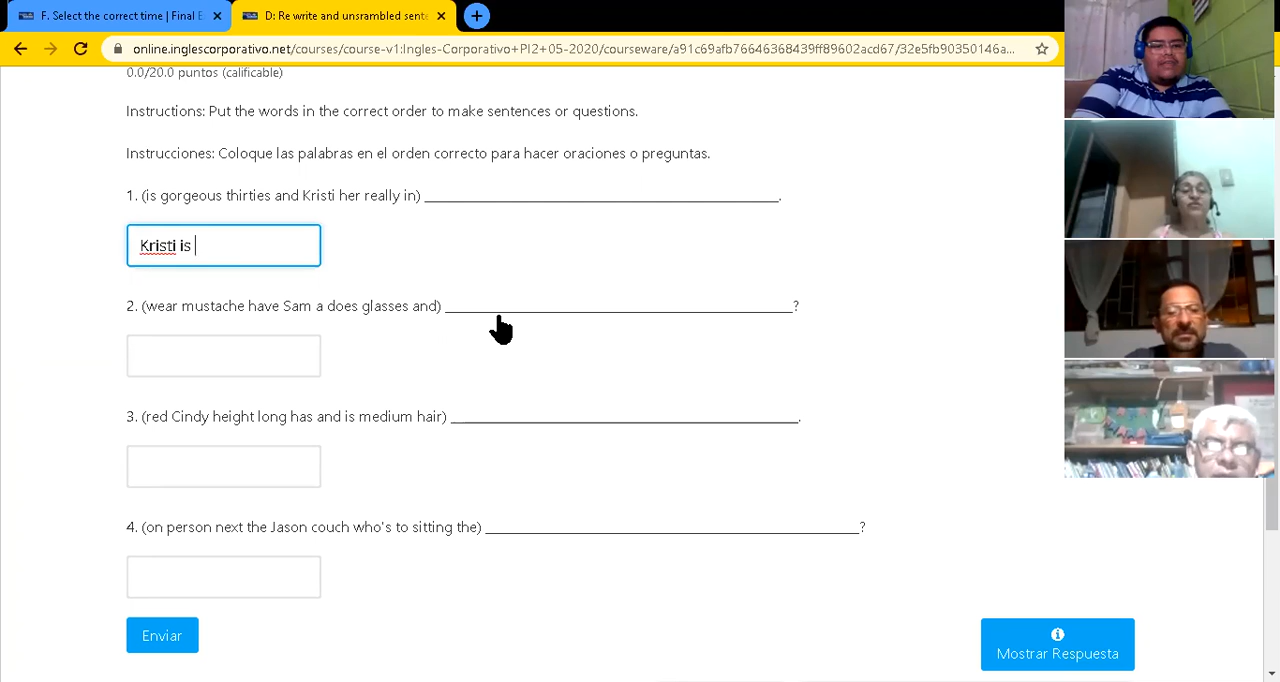 F. Select the correct time | Final E
D: Re write and unsrambled sente
online.inglescorporativo.net/courses/course-v1:Ingles-Corporativo+PI2+05-2020/courseware/a91c69afb76646368439ff89602acd67/32e5fb90350146a...
0.0/20.0 puntos (calificable)
Instructions: Put the words in the correct order to make sentences or questions.
Instrucciones: Coloque las palabras en el orden correcto para hacer oraciones o preguntas.
1. (is gorgeous thirties and Kristi her really in) ________________________________________.
Kristi is
2. (wear mustache have Sam a does glasses and) ________________________________________?
3. (red Cindy height long has and is medium hair) ________________________________________.
4. (on person next the Jason couch who's to sitting the) ___________________________________________?
Enviar
Mostrar Respuesta